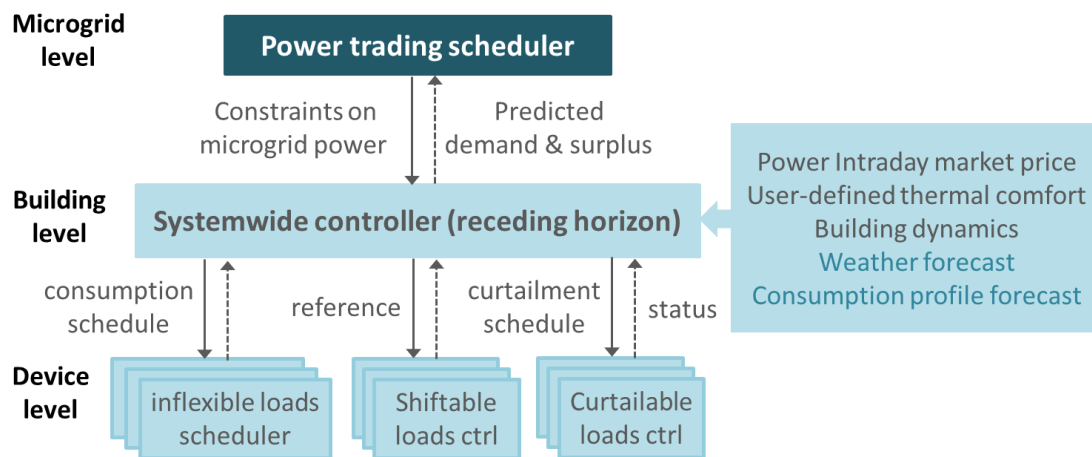 Microgrid
level
Power trading scheduler
Constraints on
microgrid power
Predicted
demand & surplus
Power Intraday market price
User-defined thermal comfort
Building dynamics
Weather forecast
Consumption profile forecast
Building
level
Systemwide controller (receding horizon)
consumption
schedule
reference
curtailment
schedule
status
Device
level
inflexible loads
scheduler
Shiftable
loads ctrl
Curtailable
loads ctrl